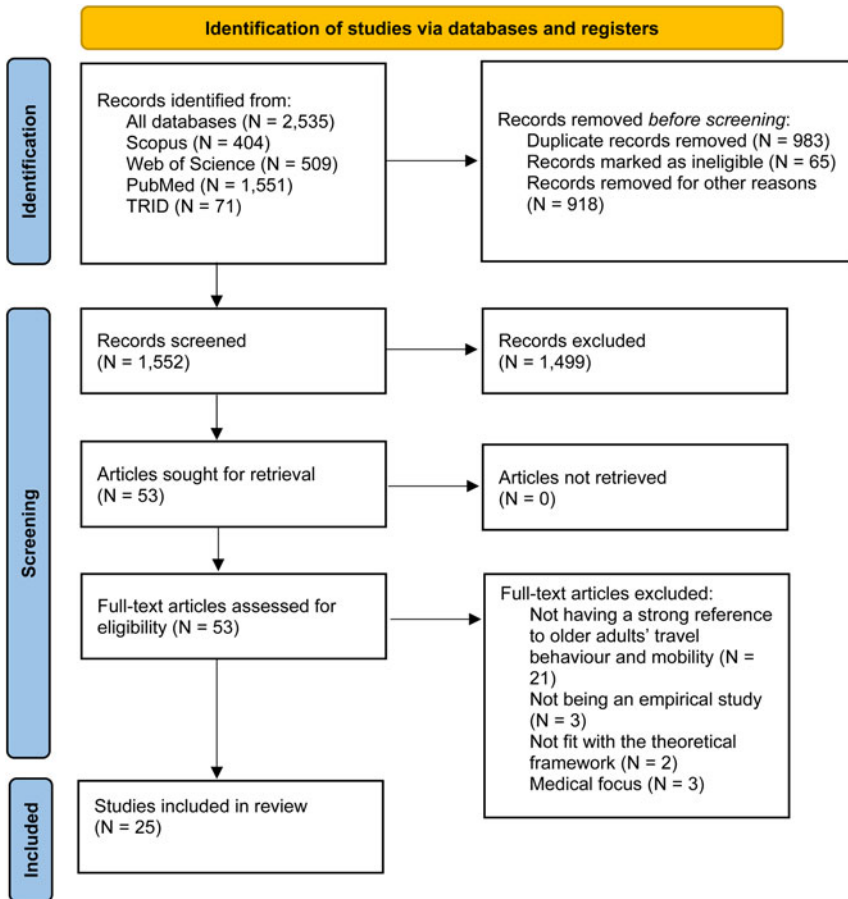 Identification of studies via databases and registers
Identification
Records identified from:
All databases (N = 2,535)
Scopus (N = 404)
Web of Science (N = 509)
PubMed (N = 1,551)
TRID (N = 71)
Records removed before screening:
Duplicate records removed (N = 983)
Records marked as ineligible (N = 65)
Records removed for other reasons
(N = 918)
Screening
Records screened
(N = 1,552)
Records excluded
(N = 1,499)
Articles sought for retrieval
(N = 53)
Articles not retrieved
(N = 0)
Full-text articles assessed for
eligibility (N = 53)
Full-text articles excluded:
Not having a strong reference
to older adults’ travel
behaviour and mobility (N =
21)
Not being an empirical study
(N = 3)
Not fit with the theoretical
framework (N = 2)
Medical focus (N = 3)
Included
Studies included in review
(N = 25)